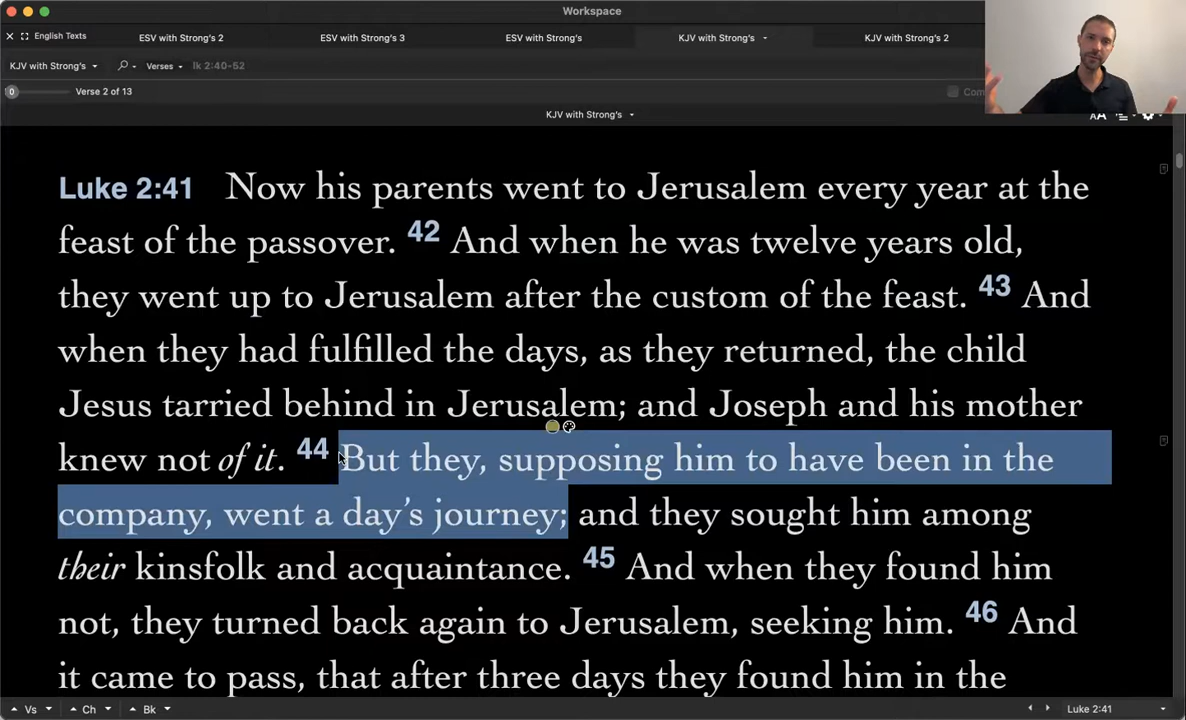 Workspace
English Texts ESV with Strong's 2 ESV with Strong's 3 ESV with Strong's KJV with Strong's KJV with Strong's 2
KJV with Strong's Verses lk 2:40-52
0 Verse 2 of 13 Com
KJV with Strong's AA
Luke 2:41 Now his parents went to Jerusalem every year at the
feast of the passover. 42 And when he was twelve years old,
they went up to Jerusalem after the custom of the feast. 43 And
when they had fulfilled the days, as they returned, the child
Jesus tarried behind in Jerusalem; and Joseph and his mother
knew not of it. 44 But they, supposing him to have been in the
company, went a day’s journey; and they sought him among
their kinsfolk and acquaintance. 45 And when they found him
not, they turned back again to Jerusalem, seeking him. 46 And
it came to pass, that after three days they found him in the
Vs Ch Bk Luke 2:41